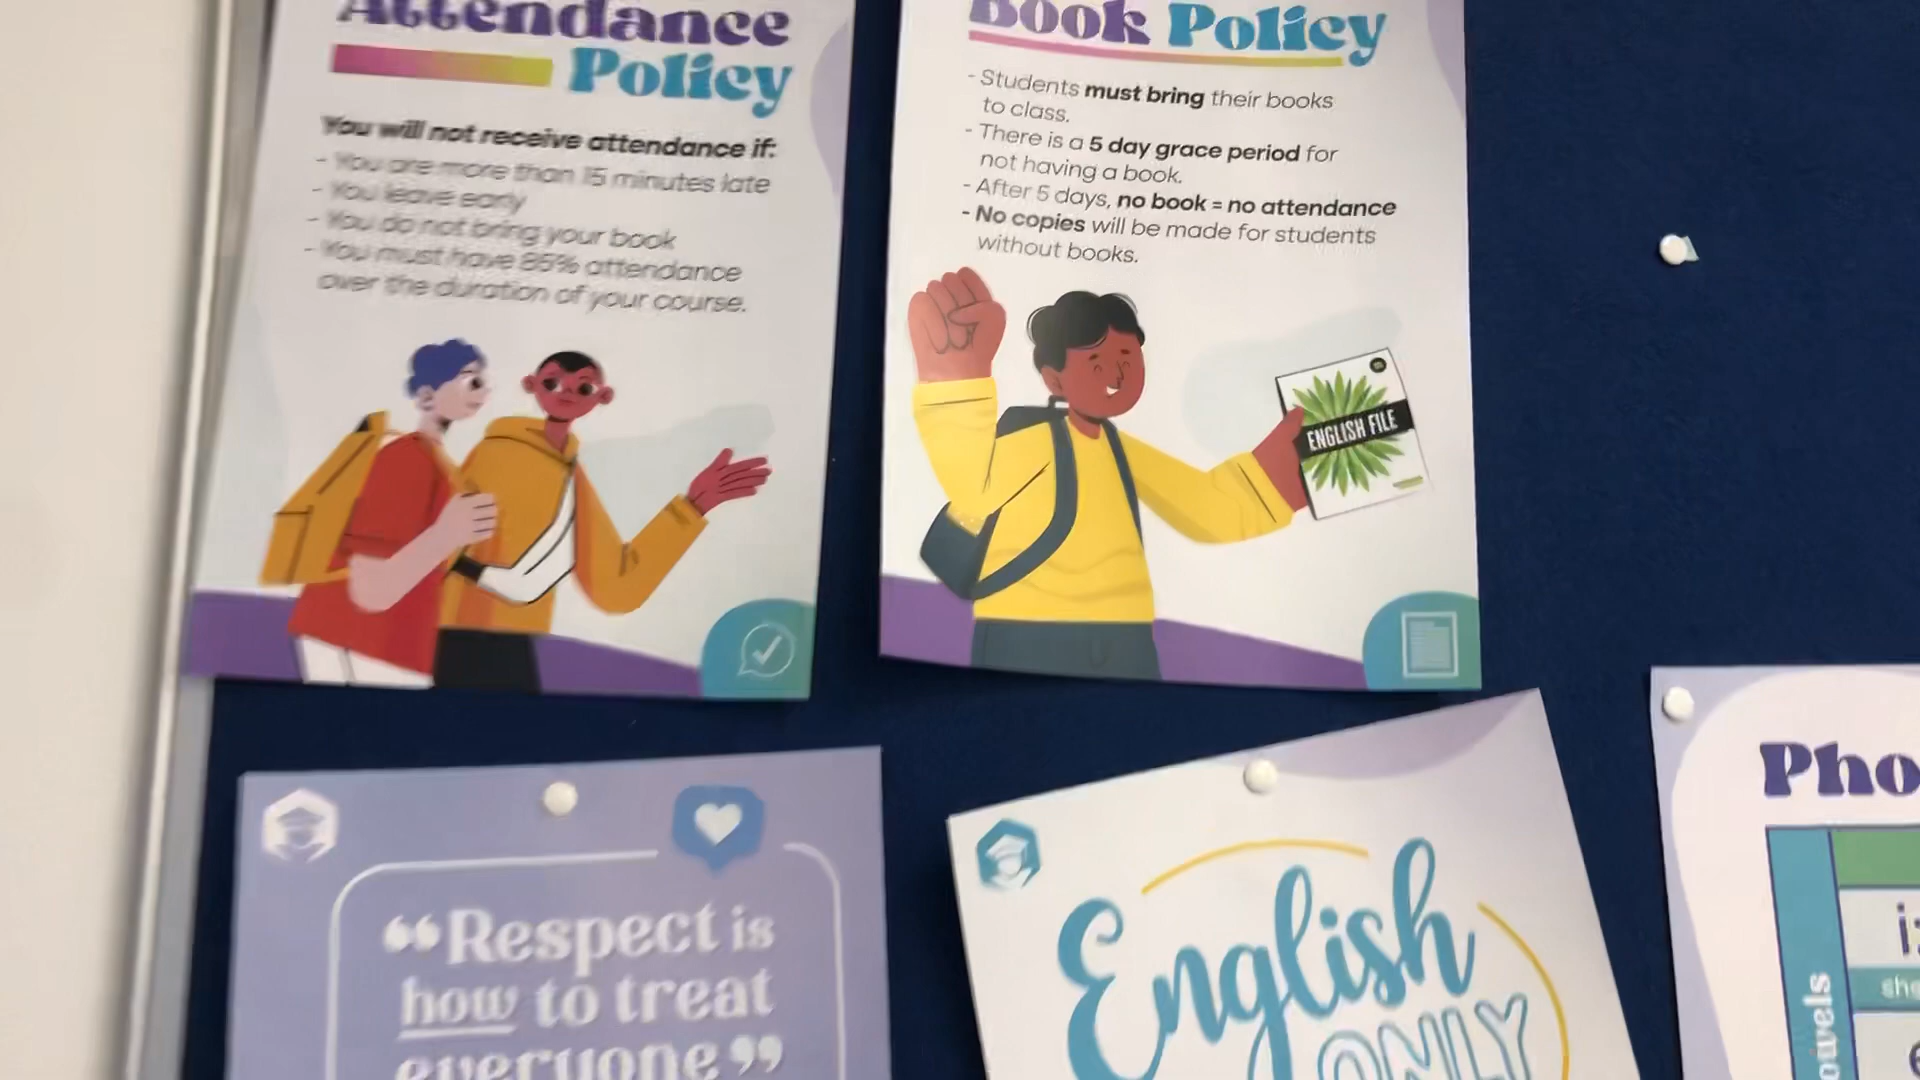 Attendance
Policy
You will not receive attendance if:
- You are more than 15 minutes late
- You leave early
- You do not bring your book
- You must have 85% attendance
over the duration of your course.
Book Policy
- Students must bring their books
to class.
- There is a 5 day grace period for
not having a book.
- After 5 days, no book = no attendance
- No copies will be made for students
without books.
ENGLISH FILE
“Respect is
how to treat
everyone”
English
ONLY
Pho
i:
she
owels